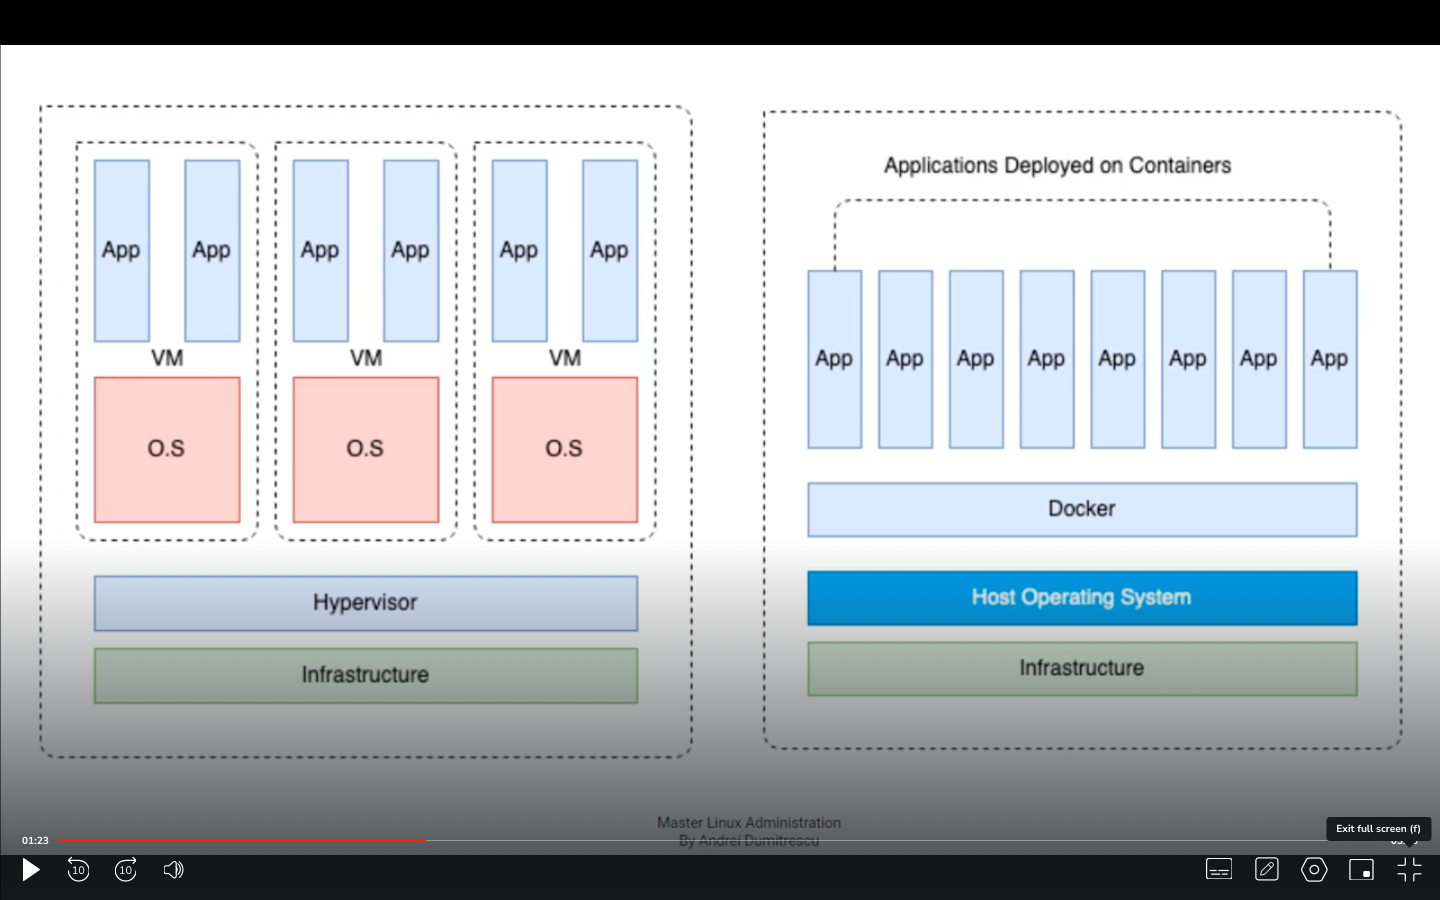 App App App App App App
VM VM VM
O.S O.S O.S
Hypervisor
Infrastructure
Applications Deployed on Containers
App App App App App App App App
Docker
Host Operating System
Infrastructure
Master Linux Administration
By Andrei Dumitrescu
Exit full screen (f)
01:23
10 10